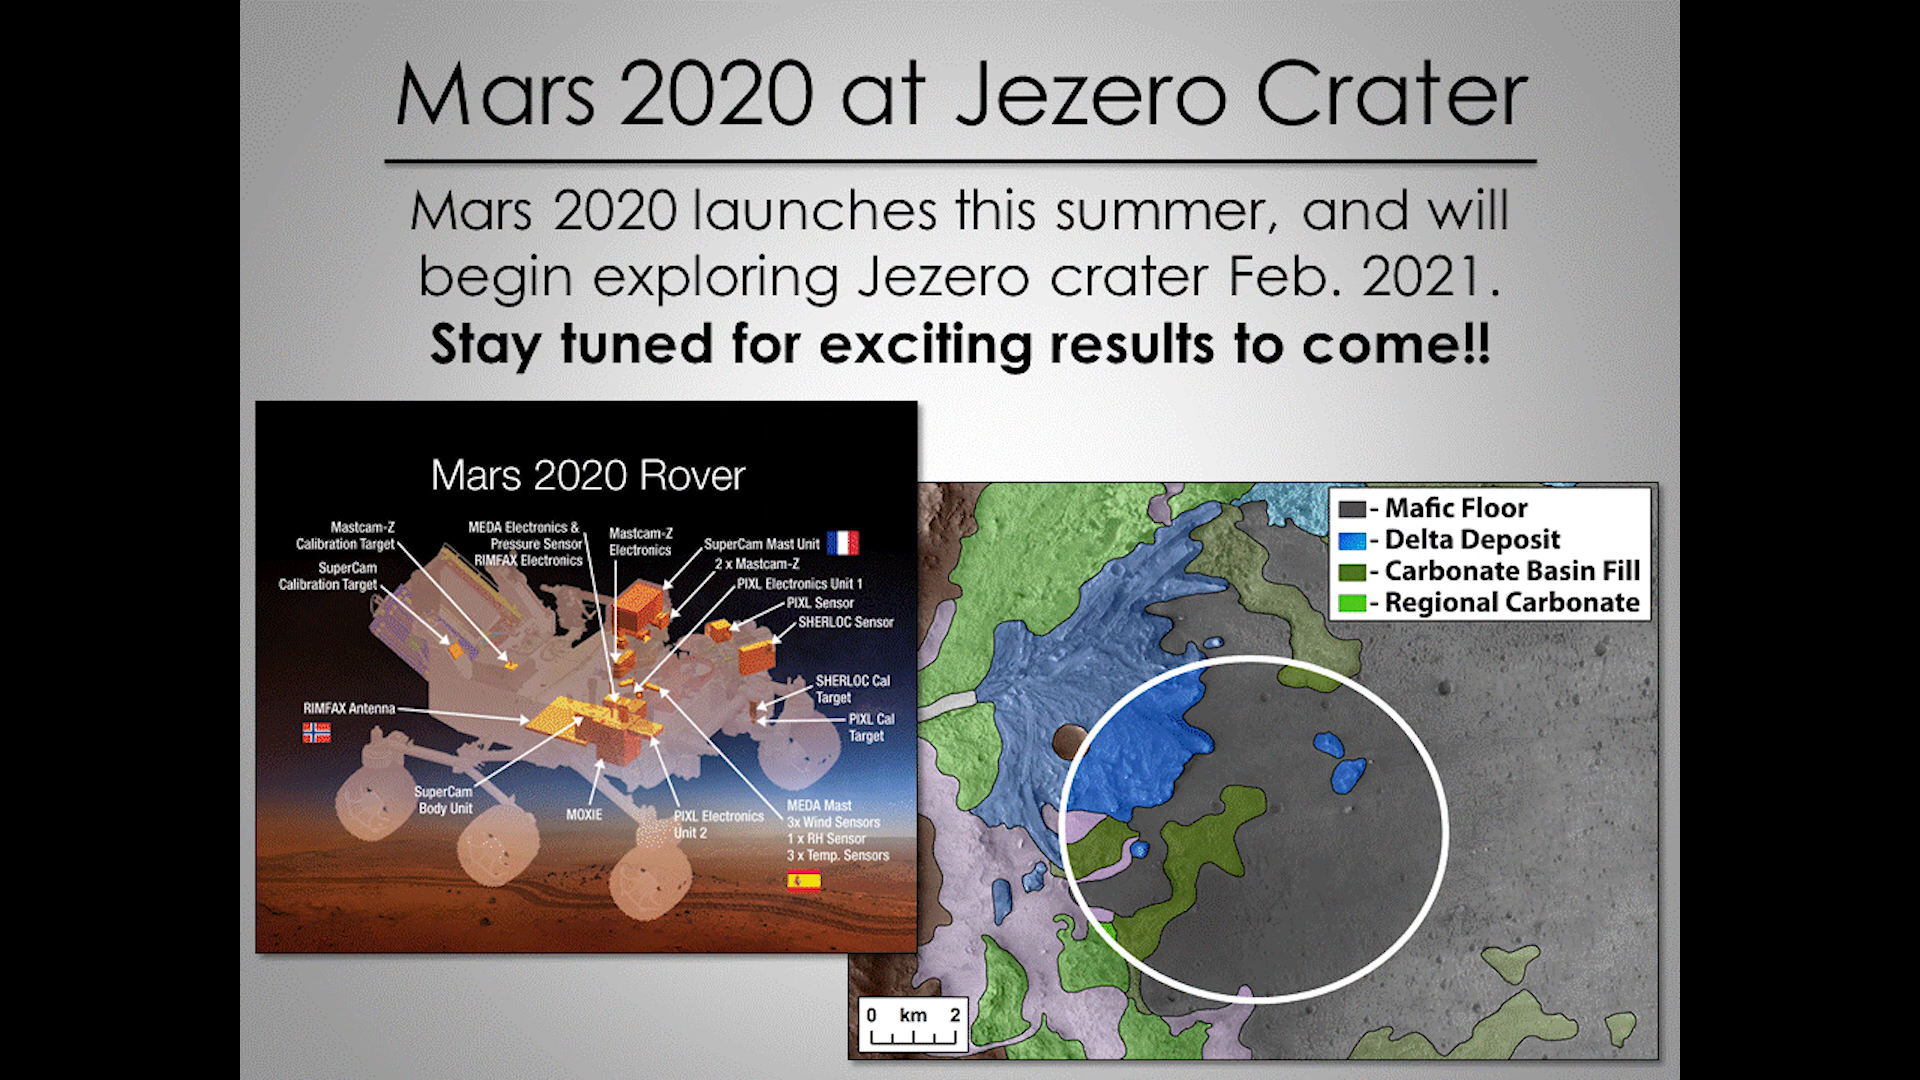 Mars 2020 at Jezero Crater
Mars 2020 launches this summer, and will
begin exploring Jezero crater Feb. 2021.
Stay tuned for exciting results to come!!
Mars 2020 Rover
Mastcam-Z
Calibration Target
SuperCam
Calibration Target
MEDA Electronics &
Pressure Sensor
RIMFAX Electronics
Mastcam-Z
Electronics
SuperCam Mast Unit
2 x Mastcam-Z
PIXL Electronics Unit 1
PIXL Sensor
SHERLOC Sensor
SHERLOC Cal
Target
PIXL Cal
Target
RIMFAX Antenna
SuperCam
Body Unit
MOXIE
PIXL Electronics
Unit 2
MEDA Mast
3x Wind Sensors
1 x RH Sensor
3 x Temp. Sensors
- Mafic Floor
- Delta Deposit
- Carbonate Basin Fill
- Regional Carbonate
0 km 2